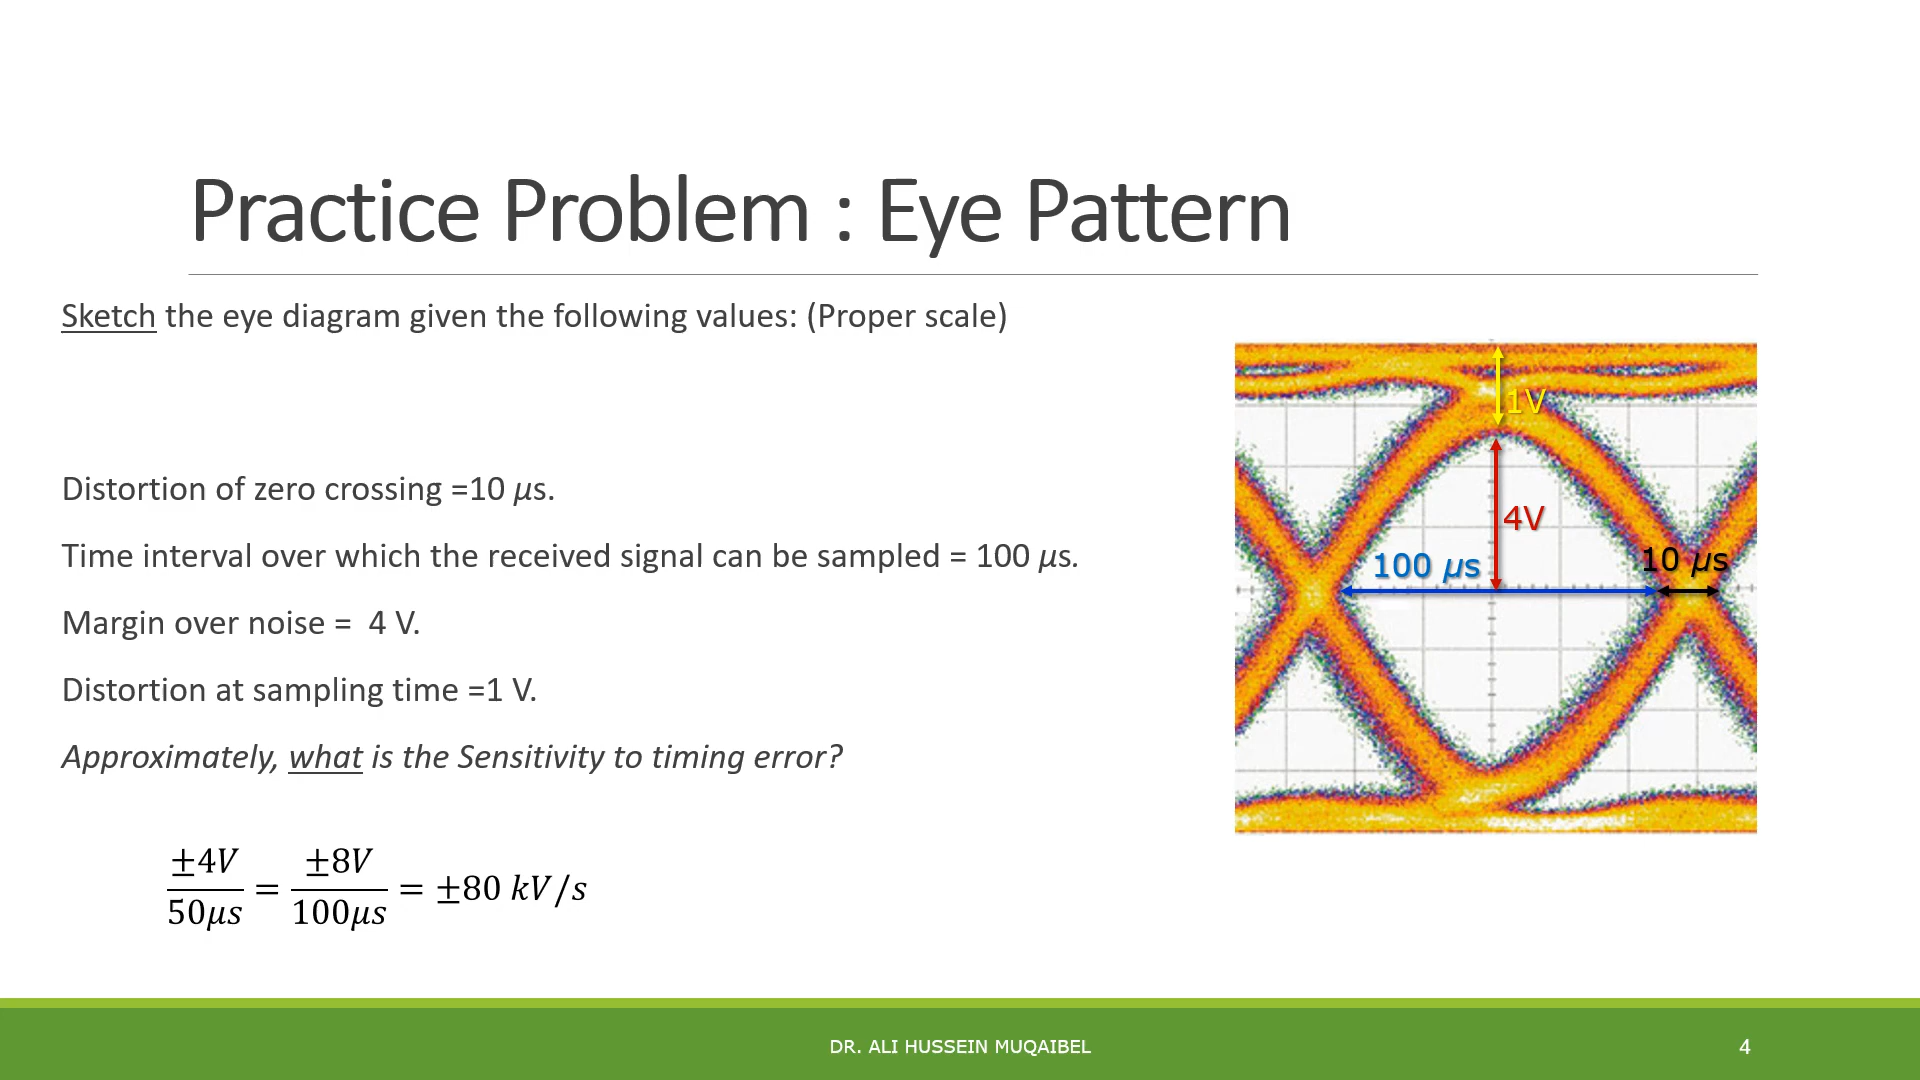 Practice Problem : Eye Pattern
Sketch the eye diagram given the following values: (Proper scale)
Distortion of zero crossing =10 μs.
Time interval over which the received signal can be sampled = 100 μs.
Margin over noise =  4 V.
Distortion at sampling time =1 V.
Approximately, what is the Sensitivity to timing error?
±4V/50μs = ±8V/100μs = ±80 kV/s
1V
4V
100 μs
10 μs
DR. ALI HUSSEIN MUQAIBEL
4